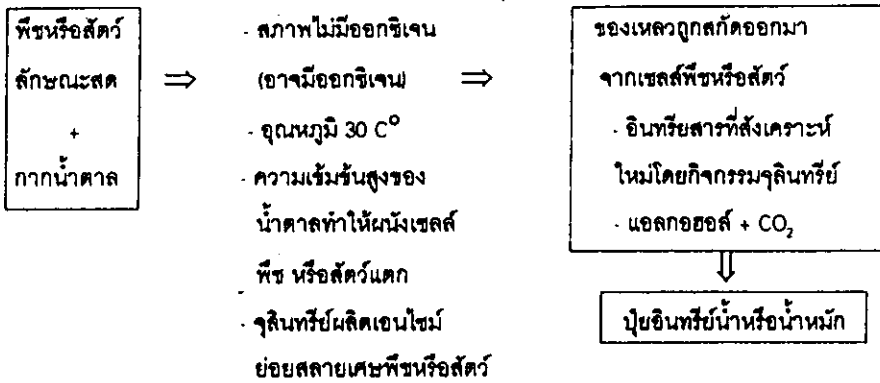 พืชหรือสัตว์
ลักษณะสด
+
กากน้ำตาล
⇒
- สภาพไม่มีออกซิเจน
(อาจมีออกซิเจน)
- อุณหภูมิ 30 C°
- ความเข้มข้นสูงของ
น้ำตาลทำให้ผนังเซลล์
พืช หรือสัตว์แตก
- จุลินทรีย์ผลิตเอนไซม์
ย่อยสลายเศษพืชหรือสัตว์
⇒
ของเหลวถูกสกัดออกมา
จากเซลล์พืชหรือสัตว์
- อินทรียสารที่สังเคราะห์
ใหม่โดยกิจกรรมจุลินทรีย์
- แอลกอฮอล์ + CO₂
⇓
ปุ๋ยอินทรีย์น้ำหรือน้ำหมัก